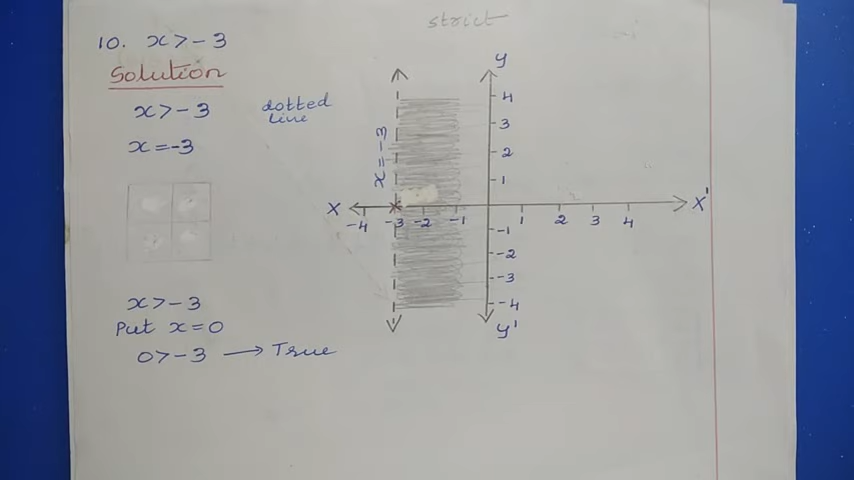 strict
10. x > -3
Solution
x > -3
dotted line
x = -3
x > -3
Put x = 0
0 > -3 → True
y
4
3
2
1
x = -3
X
-4 -3 -2 -1 1 2 3 4
X'
-1
-2
-3
-4
y'